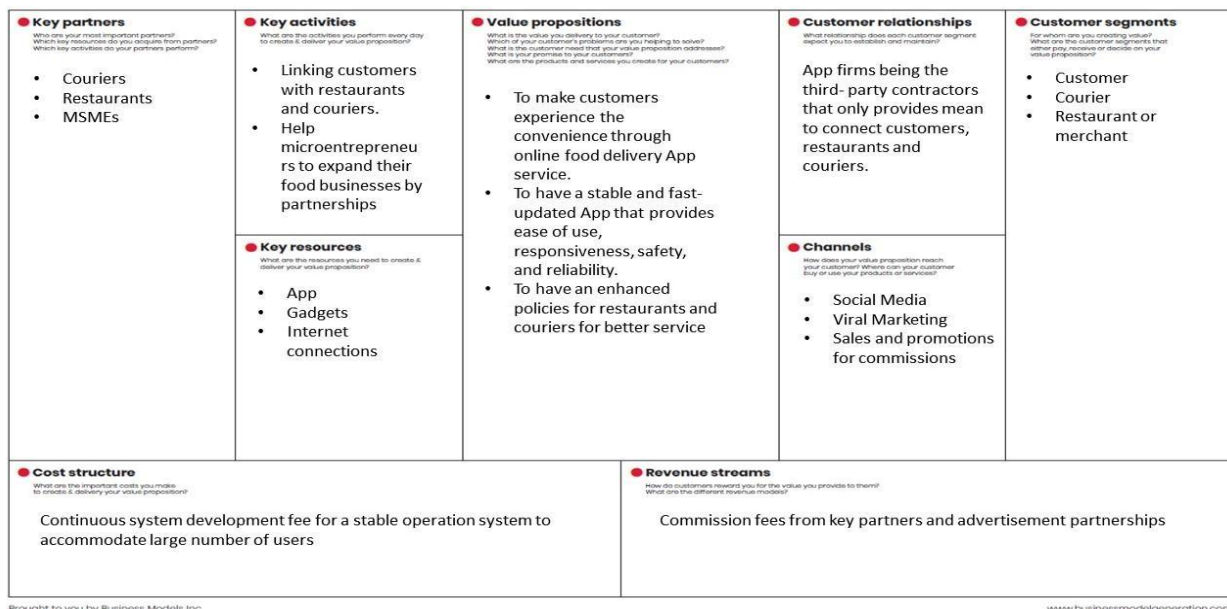 Key partners
Who are your most important partners?
Which key resources do you acquire from partners?
Which key activities do your partners perform?
• Couriers
• Restaurants
• MSMEs
Key activities
What are the activities you perform every day
to create & deliver your value proposition?
• Linking customers
with restaurants
and couriers.
• Help
microentrepreneu
rs to expand their
food businesses by
partnerships
Key resources
What are the resources you need to create &
deliver your value proposition?
• App
• Gadgets
• Internet
connections
Value propositions
What is the value you deliver to your customer?
Which of your customer's problems are you helping to solve?
What is the customer need that your value proposition addresses?
What is your promise to your customers?
What are the products and services you create for your customers?
• To make customers
experience the
convenience through
online food delivery App
service.
• To have a stable and fast-
updated App that provides
ease of use,
responsiveness, safety,
and reliability.
• To have an enhanced
policies for restaurants and
couriers for better service
Customer relationships
What relationship does each customer segment
expect you to establish and maintain?
App firms being the
third- party contractors
that only provides mean
to connect customers,
restaurants and
couriers.
Channels
How does your value proposition reach
your customer? Where can your customer
buy or use your products or services?
• Social Media
• Viral Marketing
• Sales and promotions
for commissions
Customer segments
For whom are you creating value?
What are the customer segments that
either pay, receive or decide on your
value proposition?
• Customer
• Courier
• Restaurant or
merchant
Cost structure
What are the important costs you make
to create & delivery your value proposition?
Continuous system development fee for a stable operation system to
accommodate large number of users
Revenue streams
How do customers reward you for the value you provide to them?
What are the different revenue models?
Commission fees from key partners and advertisement partnerships
Brought to you by Business Models Inc.
www.businessmodelgeneration.com